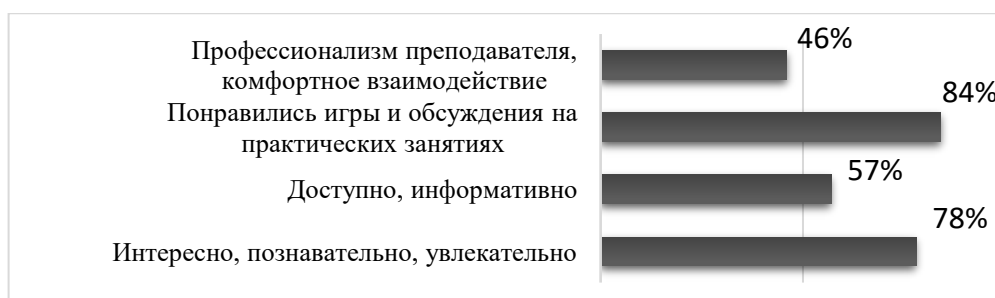 Профессионализм преподавателя,
комфортное взаимодействие
46%
Понравились игры и обсуждения на
практических занятиях
84%
Доступно, информативно
57%
Интересно, познавательно, увлекательно
78%